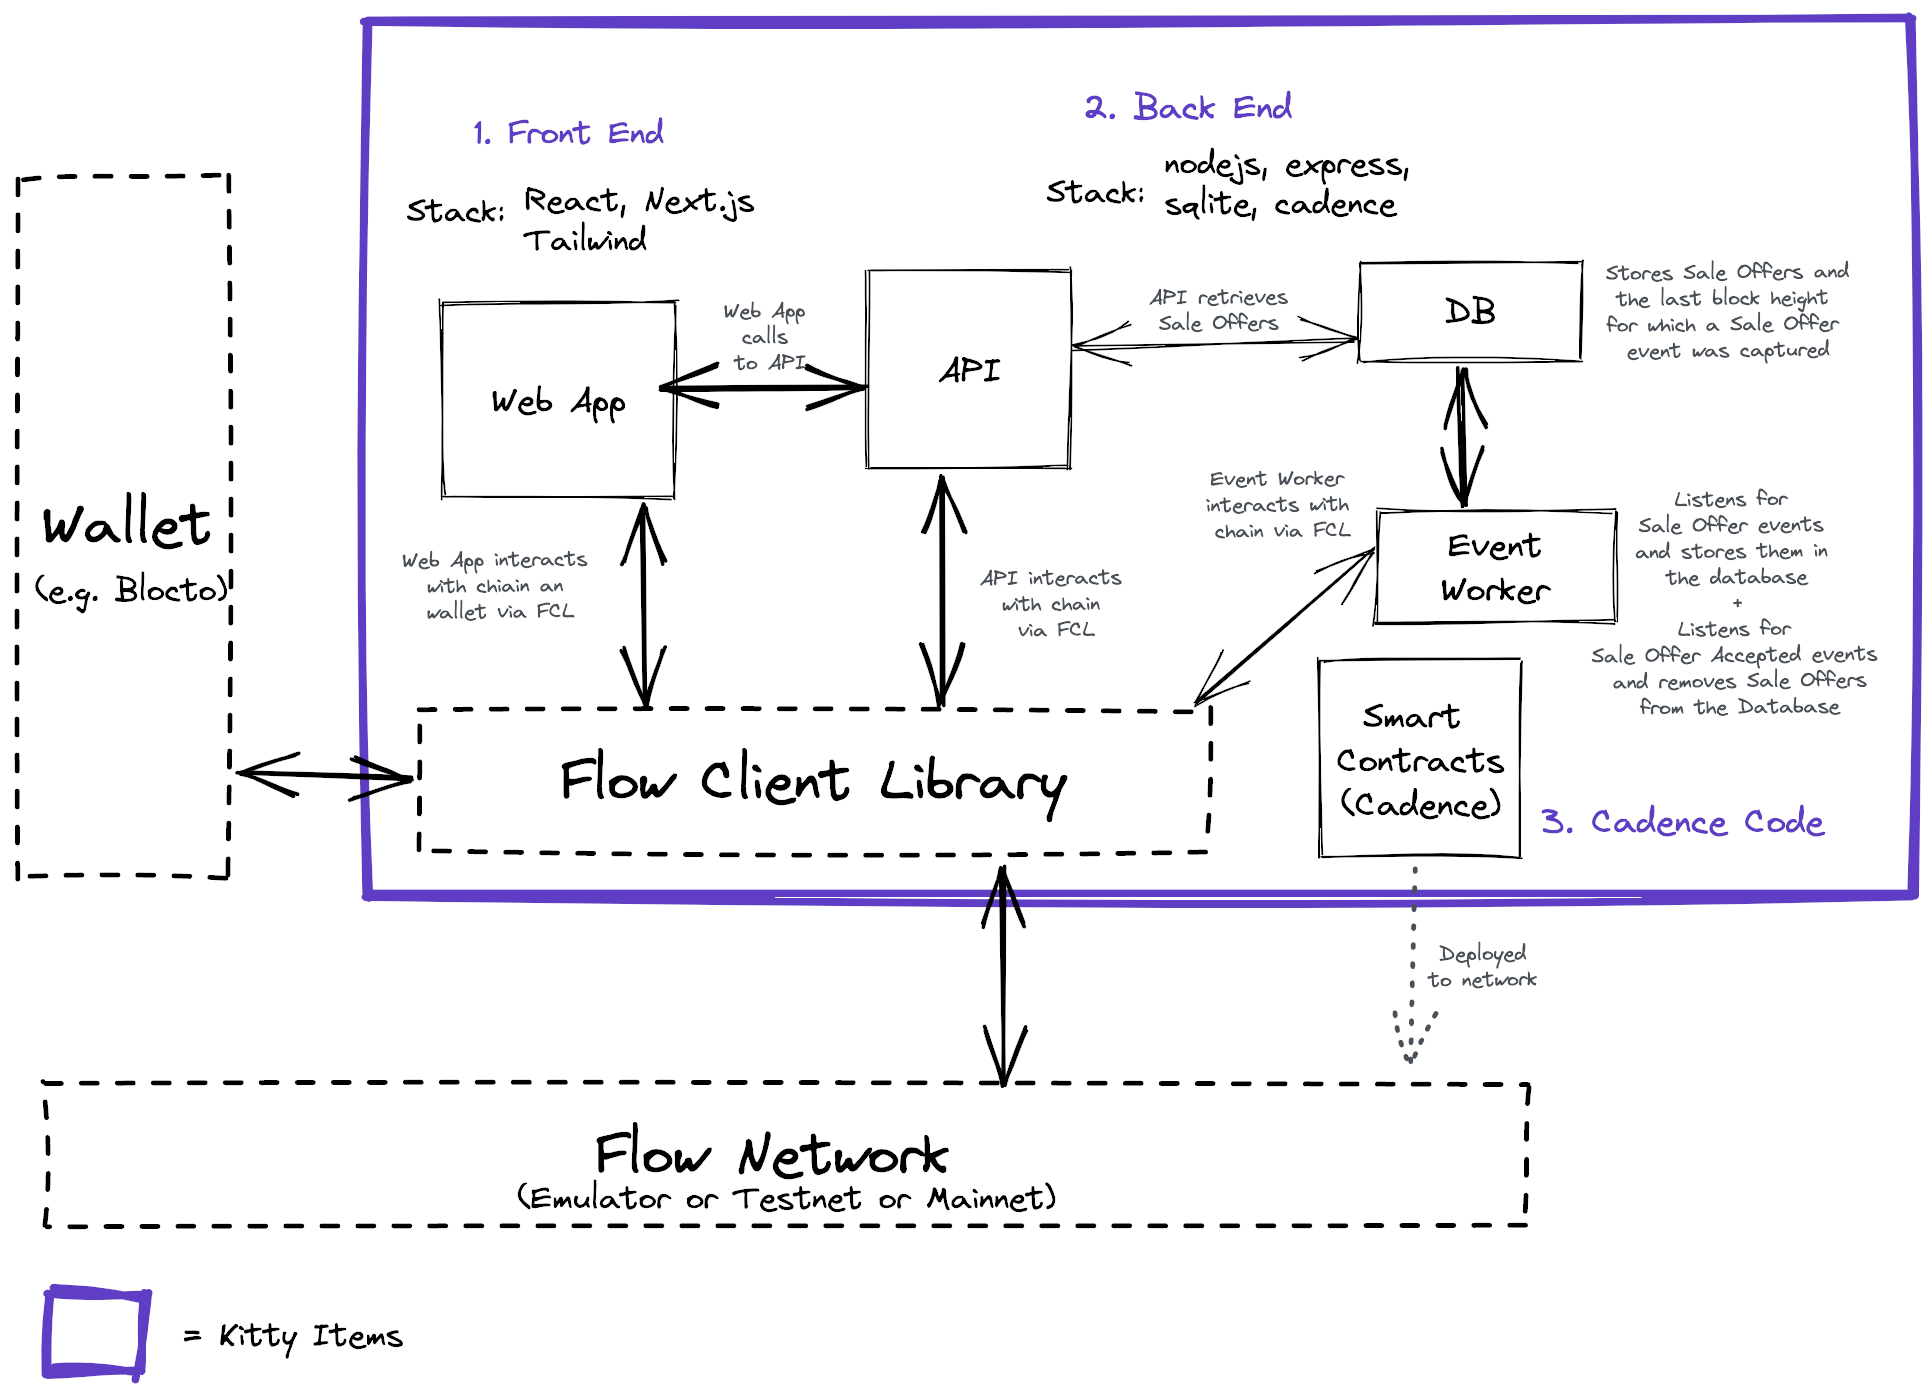 1. Front End
Stack: React, Next.js
Tailwind
2. Back End
Stack: nodejs, express,
sqlite, cadence
Wallet
(e.g. Blocto)
Web App
Web App
calls
to API
API
API retrieves
Sale Offers
DB
Stores Sale Offers and
the last block height
for which a Sale Offer
event was captured
Web App interacts
with chiain an
wallet via FCL
API interacts
with chain
via FCL
Event Worker
interacts with
chain via FCL
Event
Worker
Listens for
Sale Offer events
and stores them in
the database
+
Listens for
Sale Offer Accepted events
and removes Sale Offers
from the Database
Flow Client Library
Smart
Contracts
(Cadence)
3. Cadence Code
Deployed
to network
Flow Network
(Emulator or Testnet or Mainnet)
= Kitty Items